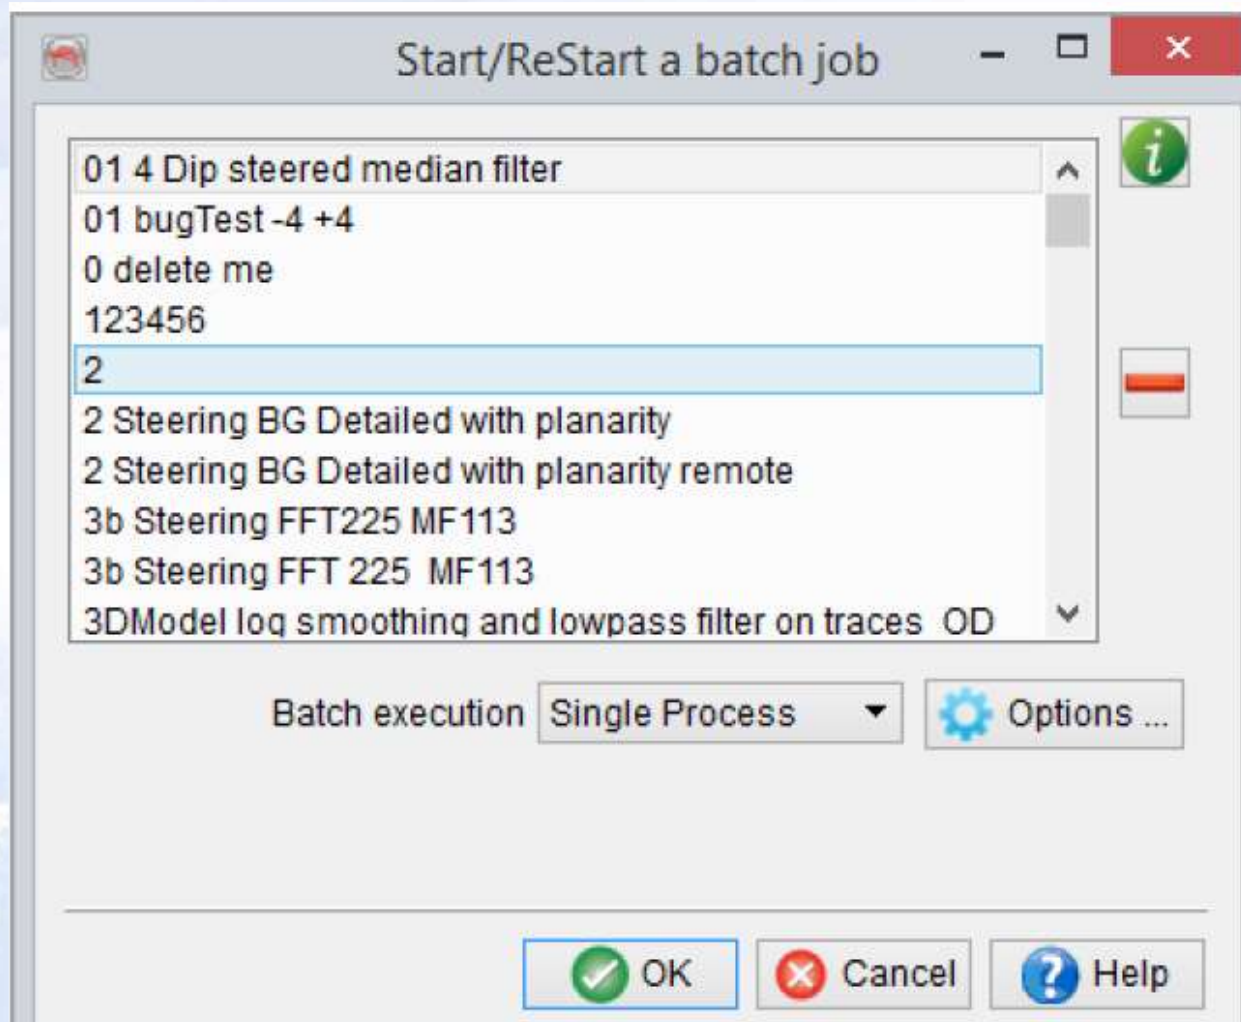 Start/ReStart a batch job
01 4 Dip steered median filter
01 bugTest -4 +4
0 delete me
123456
2
2 Steering BG Detailed with planarity
2 Steering BG Detailed with planarity remote
3b Steering FFT225 MF113
3b Steering FFT 225  MF113
3DModel log smoothing and lowpass filter on traces_OD
Batch execution Single Process Options ...
OK Cancel Help